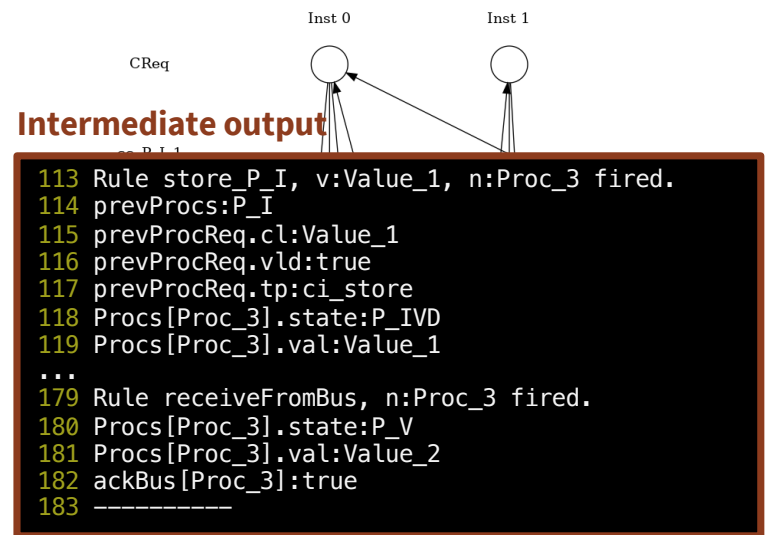 Inst 0 Inst 1
CReq
Intermediate output
113 Rule store_P_I, v:Value_1, n:Proc_3 fired.
114 prevProcs:P_I
115 prevProcReq.cl:Value_1
116 prevProcReq.vld:true
117 prevProcReq.tp:ci_store
118 Procs[Proc_3].state:P_IVD
119 Procs[Proc_3].val:Value_1
...
179 Rule receiveFromBus, n:Proc_3 fired.
180 Procs[Proc_3].state:P_V
181 Procs[Proc_3].val:Value_2
182 ackBus[Proc_3]:true
183 ----------